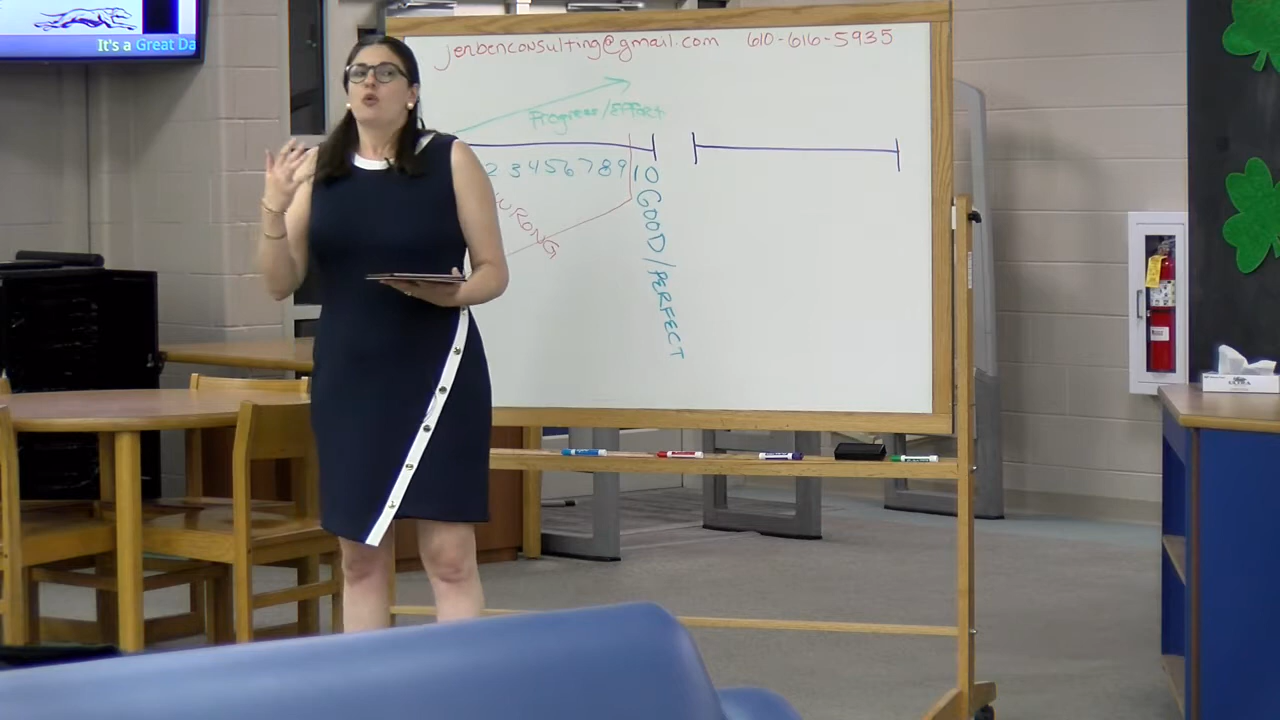 It's a Great Da
jenbenconsulting@gmail.com 610-616-5935
Progress/EFFORT
2 3 4 5 6 7 8 9 10
WRONG
GOOD/PERFECT